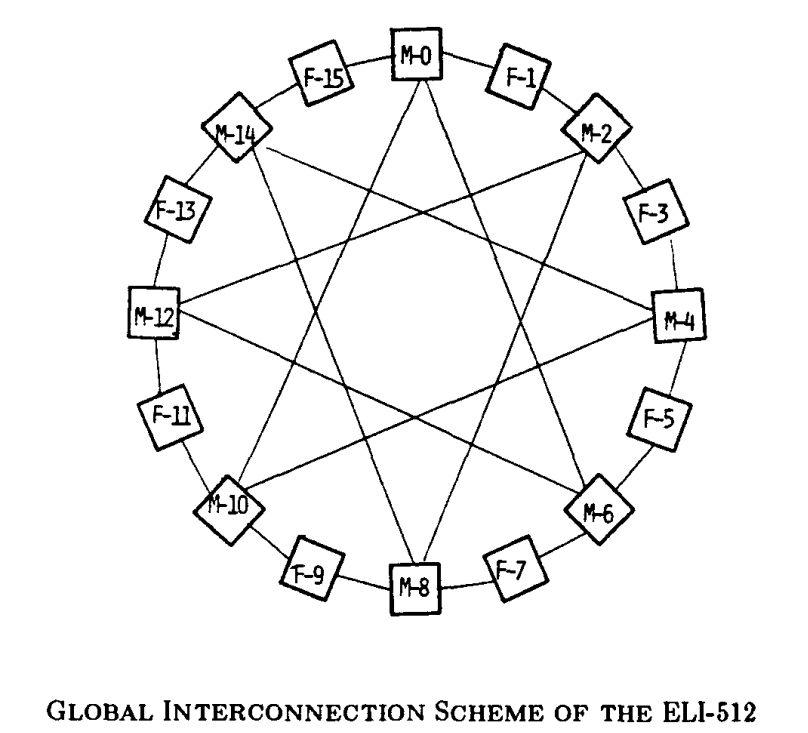 M-0
F-1
M-2
F-3
M-4
F-5
M-6
F-7
M-8
F-9
M-10
F-11
M-12
F-13
M-14
F-15
GLOBAL INTERCONNECTION SCHEME OF THE ELI-512